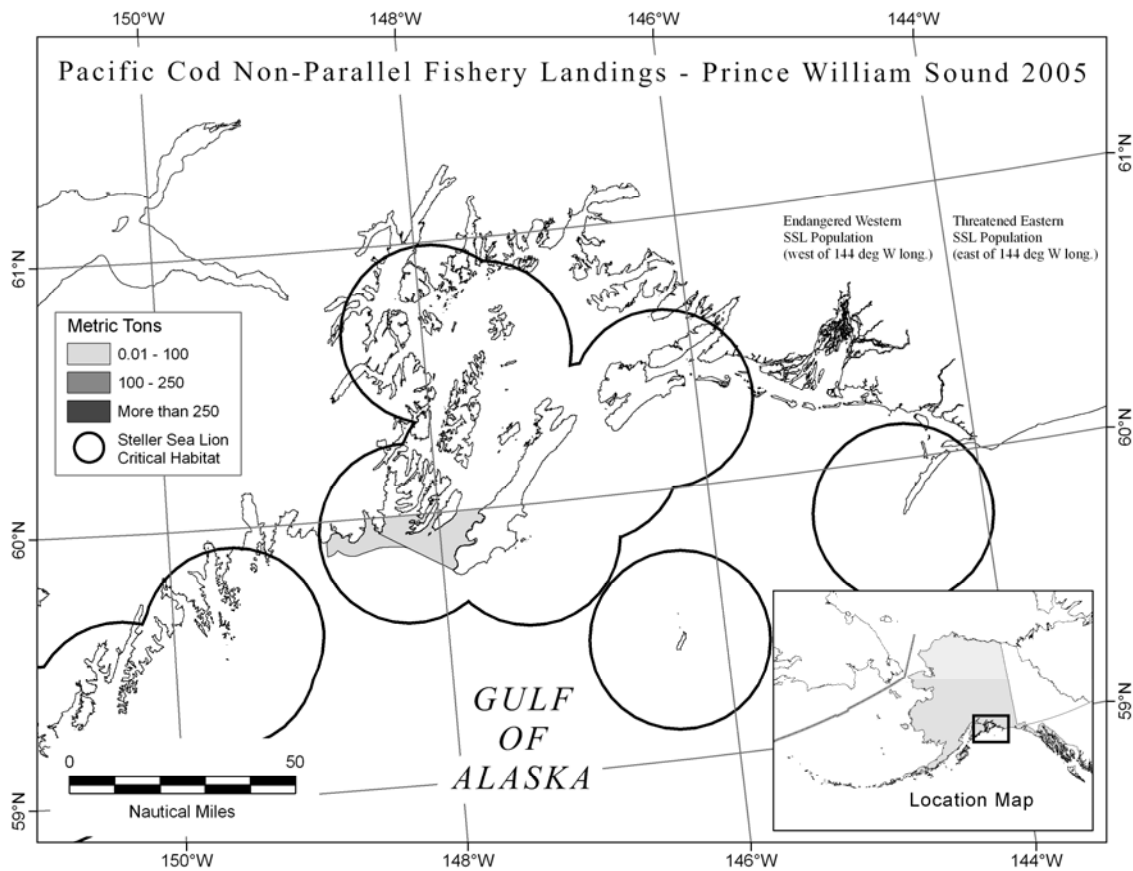 150°W 148°W 146°W 144°W
Pacific Cod Non-Parallel Fishery Landings - Prince William Sound 2005
61°N
61°N
Endangered Western
SSL Population
(west of 144 deg W long.)
Threatened Eastern
SSL Population
(east of 144 deg W long.)
Metric Tons
0.01 - 100
100 - 250
More than 250
Steller Sea Lion
Critical Habitat
60°N
60°N
GULF
OF
ALASKA
0 50
Nautical Miles
59°N
59°N
Location Map
150°W 148°W 146°W 144°W